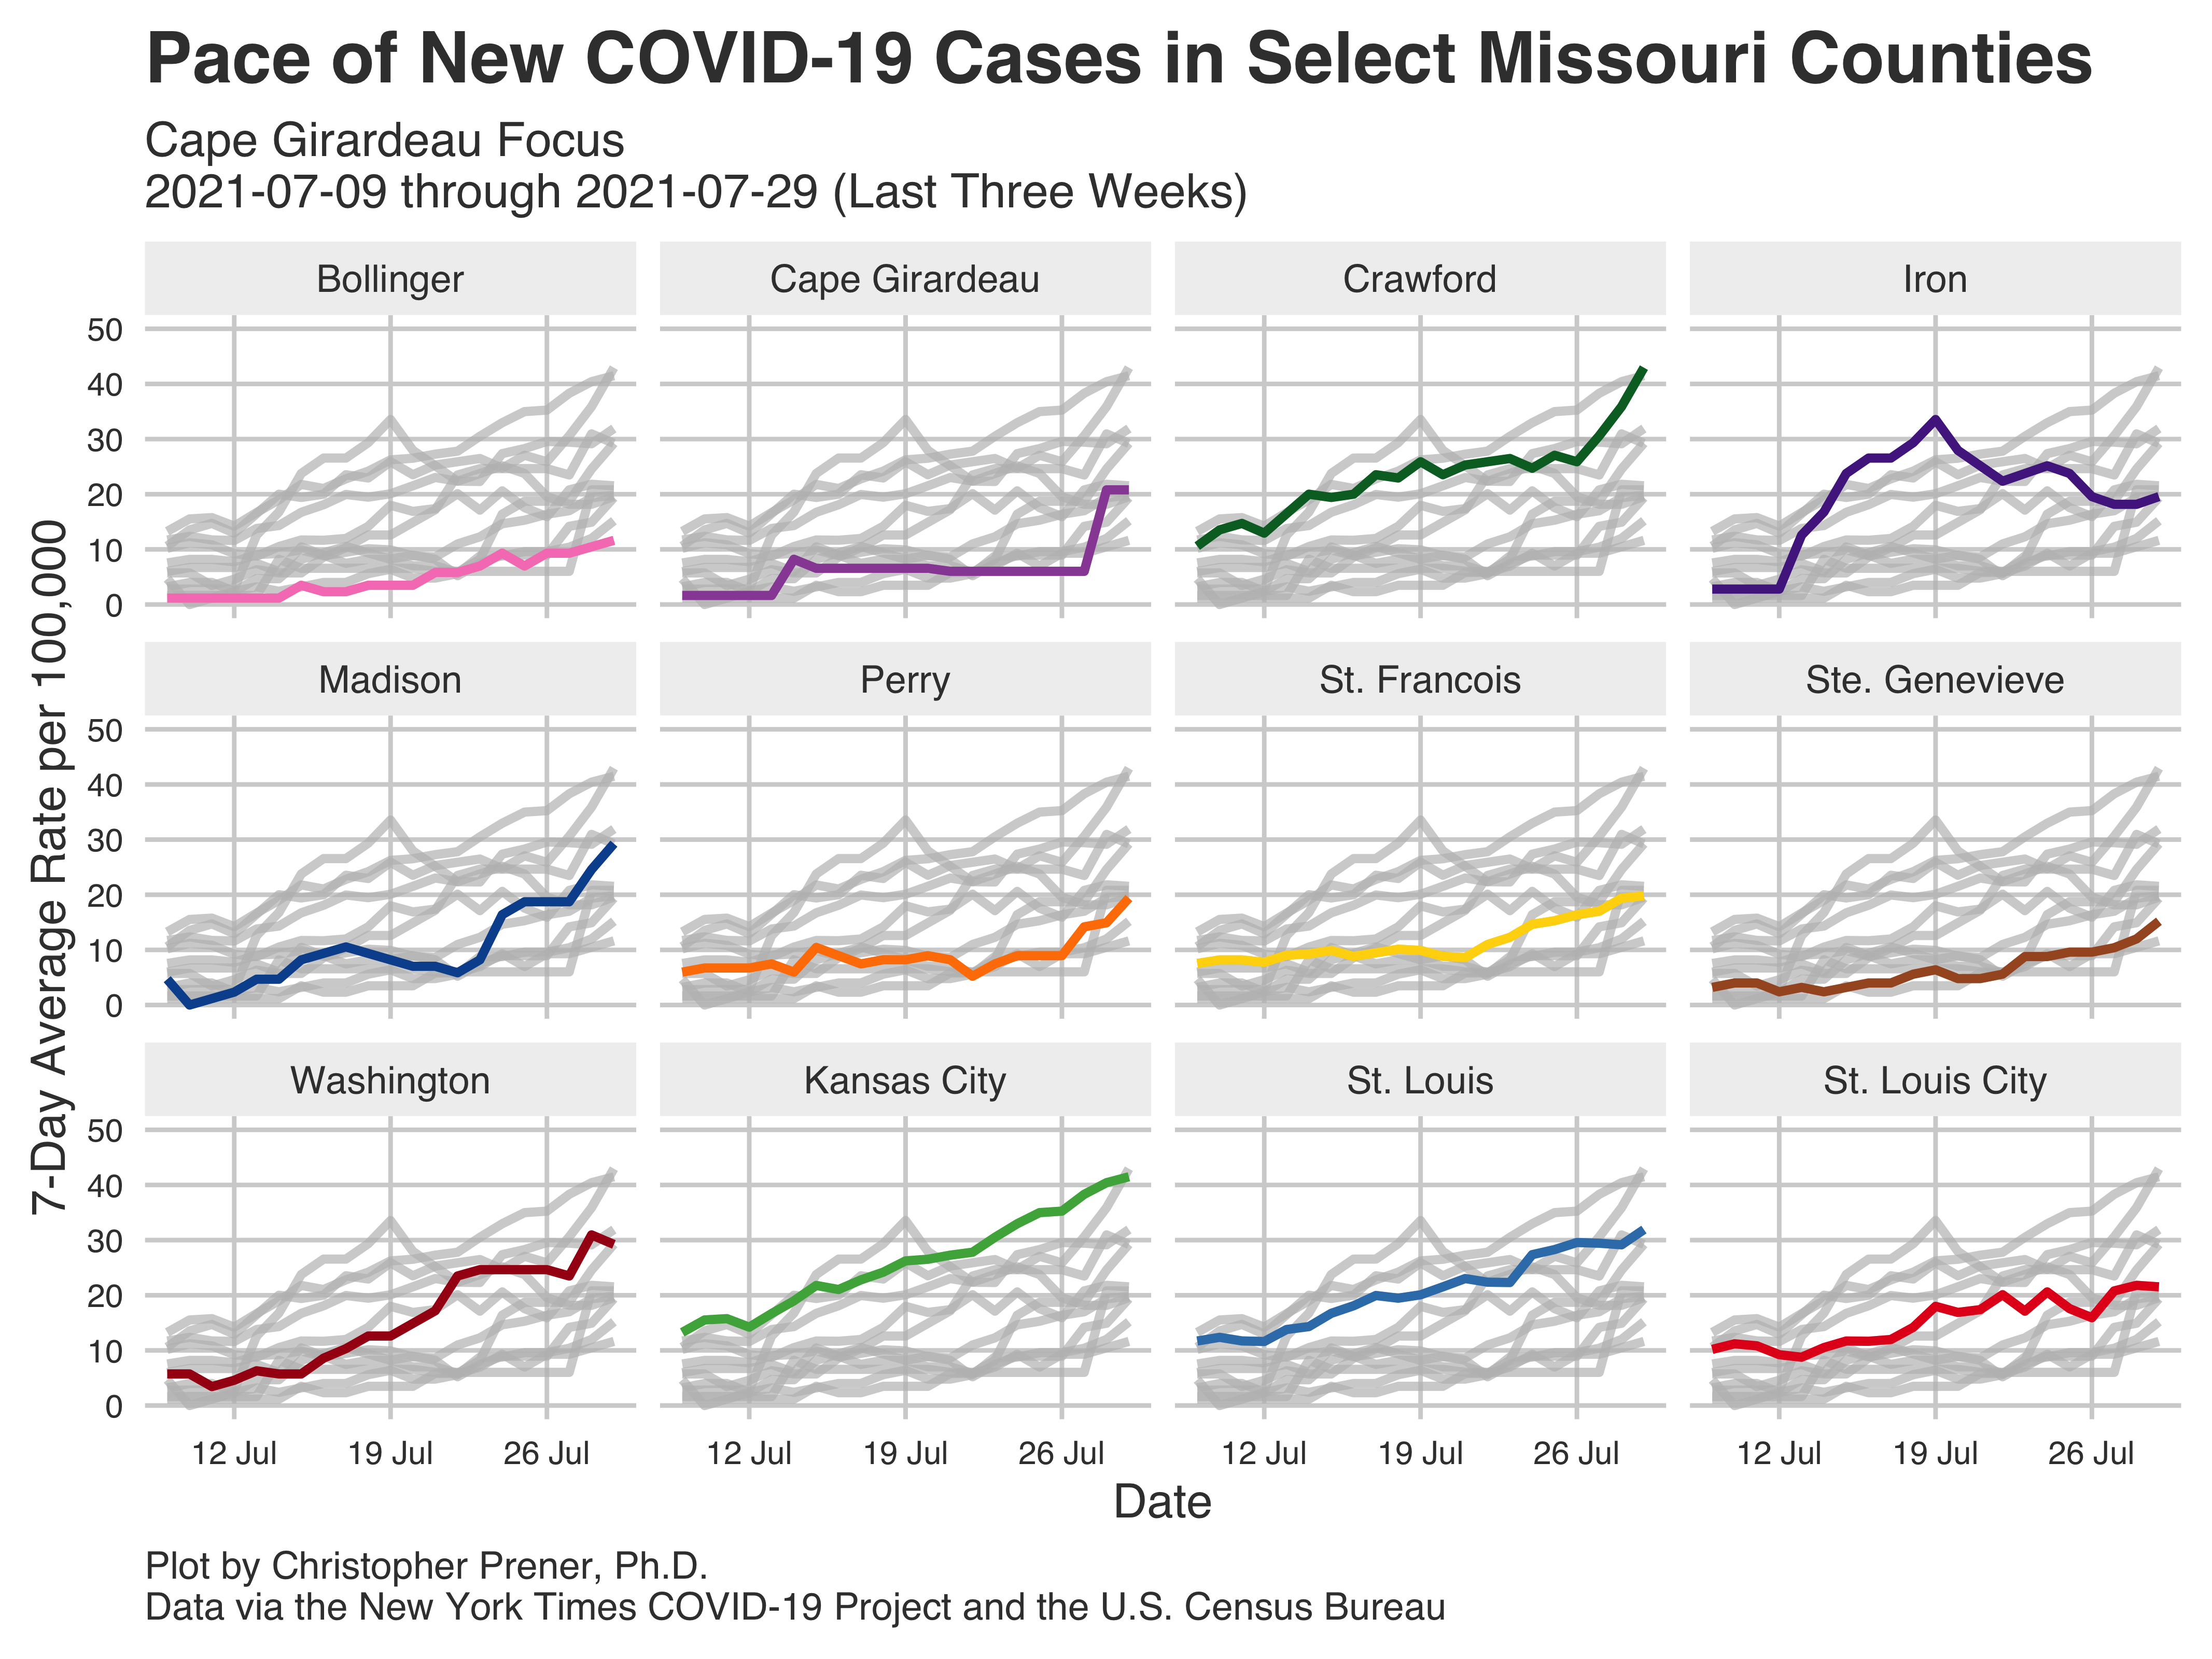 Pace of New COVID-19 Cases in Select Missouri Counties
Cape Girardeau Focus
2021-07-09 through 2021-07-29 (Last Three Weeks)
7-Day Average Rate per 100,000
Bollinger
Cape Girardeau
Crawford
Iron
50
40
30
20
10
0
Madison
Perry
St. Francois
Ste. Genevieve
50
40
30
20
10
0
Washington
Kansas City
St. Louis
St. Louis City
50
40
30
20
10
0
12 Jul 19 Jul 26 Jul 12 Jul 19 Jul 26 Jul 12 Jul 19 Jul 26 Jul 12 Jul 19 Jul 26 Jul
Date
Plot by Christopher Prener, Ph.D.
Data via the New York Times COVID-19 Project and the U.S. Census Bureau